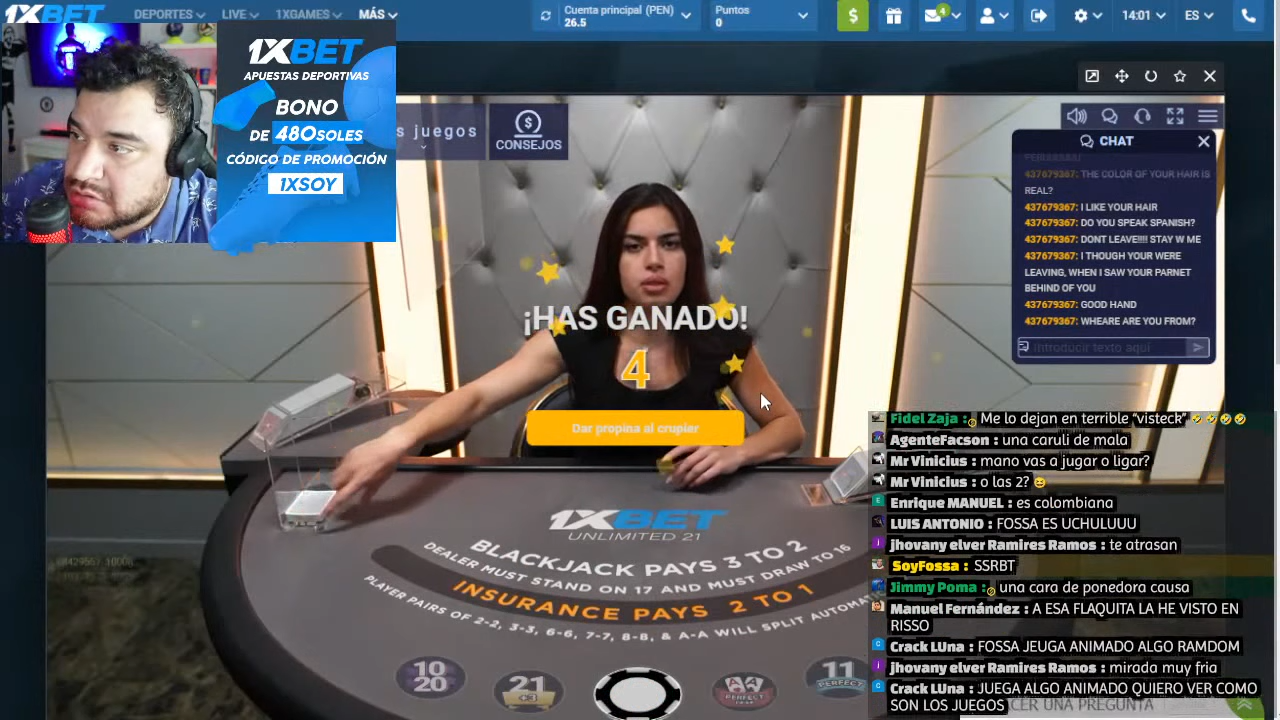 1XBET
DEPORTES LIVE 1XGAMES MÁS
Cuenta principal (PEN)
26.5
Puntos
0
$
4
14:01
ES
1XBET
APUESTAS DEPORTIVAS
BONO
DE 480SOLES
CÓDIGO DE PROMOCIÓN
1XSOY
s juegos
CONSEJOS
CHAT
437679367: THE COLOR OF YOUR HAIR IS
REAL?
437679367: I LIKE YOUR HAIR
437679367: DO YOU SPEAK SPANISH?
437679367: DONT LEAVE!!!! STAY W ME
437679367: I THOUGH YOUR WERE
LEAVING, WHEN I SAW YOUR PARNET
BEHIND OF YOU
437679367: GOOD HAND
437679367: WHEARE ARE YOU FROM?
Introducir texto aquí
¡HAS GANADO!
4
Dar propina al crupier
1XBET
UNLIMITED 21
BLACKJACK PAYS 3 TO 2
DEALER MUST STAND ON 17 AND MUST DRAW TO 16
INSURANCE PAYS 2 TO 1
PLAYER PAIRS OF 2-2, 3-3, 6-6, 7-7, 8-8, & A-A WILL SPLIT AUTOMA
10
20
21
+3
PERFECT
11
PERFECT
Fidel Zaja : Me lo dejan en terrible “visteck” 🤣🤣🤣🤣
AgenteFacson : una caruli de mala
Mr Vinicius : mano vas a jugar o ligar?
Mr Vinicius : o las 2? 😆
Enrique MANUEL : es colombiana
LUIS ANTONIO : FOSSA ES UCHULUUU
jhovany elver Ramires Ramos : te atrasan
SoyFossa : SSRBT
Jimmy Poma : una cara de ponedora causa
Manuel Fernández : A ESA FLAQUITA LA HE VISTO EN
RISSO
Crack LUna : FOSSA JEUGA ANIMADO ALGO RAMDOM
jhovany elver Ramires Ramos : mirada muy fria
Crack LUna : JUEGA ALGO ANIMADO QUIERO VER COMO
SON LOS JUEGOS
HACER UNA PREGUNTA